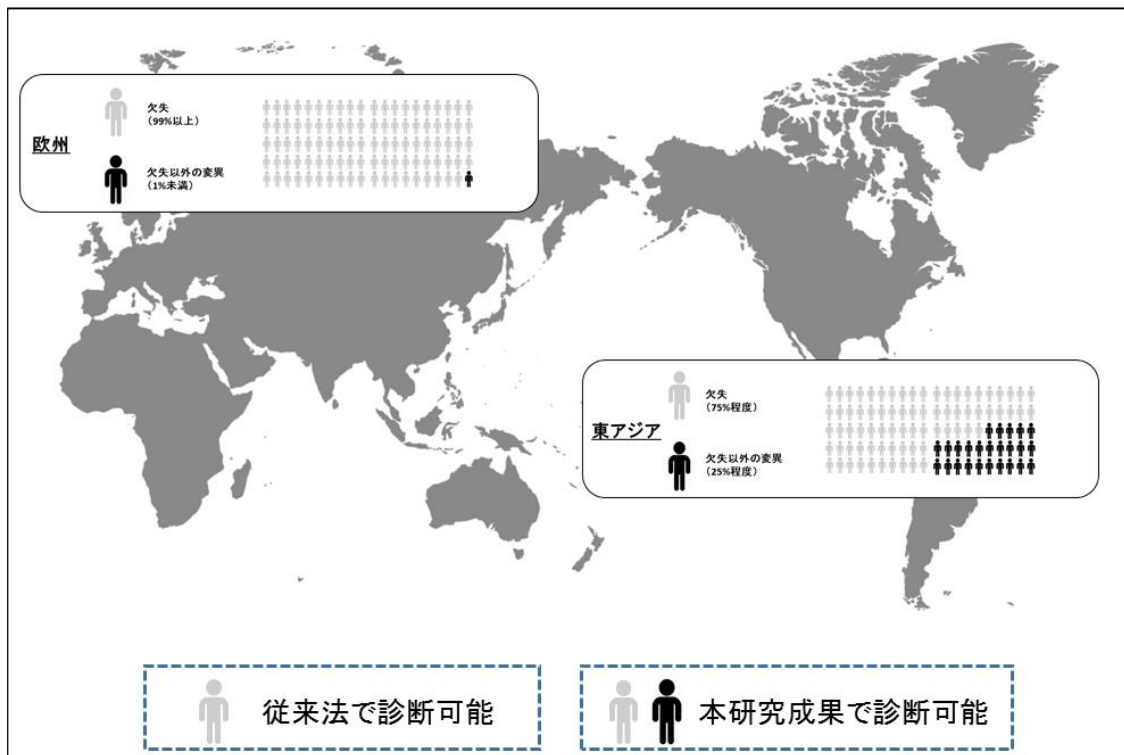 欧州
欠失
（99%以上）
欠失以外の変異
（1%未満）
東アジア
欠失
（75%程度）
欠失以外の変異
（25%程度）
従来法で診断可能
本研究成果で診断可能